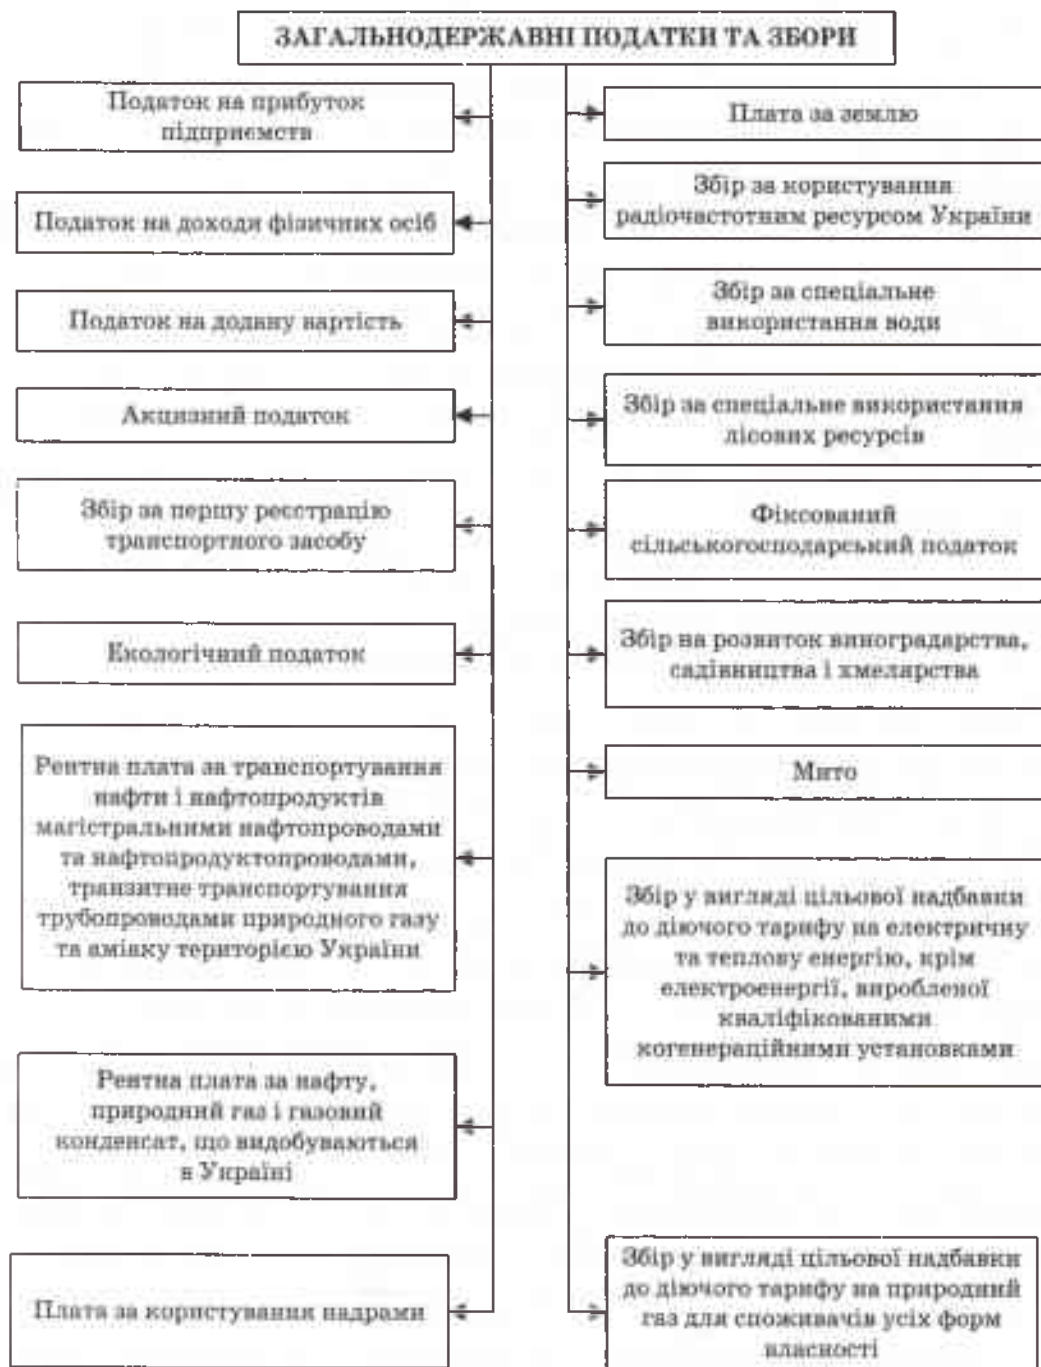 ЗАГАЛЬНОДЕРЖАВНІ ПОДАТКИ ТА ЗБОРИ
Податок на прибуток
підприємств
Податок на доходи фізичних осіб
Податок на додану вартість
Акцизний податок
Збір за першу реєстрацію
транспортного засобу
Екологічний податок
Рентна плата за транспортування
нафти і нафтопродуктів
магістральними нафтопроводами
та нафтопродуктопроводами,
транзитне транспортування
трубопроводами природного газу
та аміаку територією України
Рентна плата за нафту,
природний газ і газовий
конденсат, що видобуваються
в Україні
Плата за користування надрами
Плата за землю
Збір за користування
радіочастотним ресурсом України
Збір за спеціальне
використання води
Збір за спеціальне використання
лісових ресурсів
Фіксований
сільськогосподарський податок
Збір на розвиток виноградарства,
садівництва і хмелярства
Мито
Збір у вигляді цільової надбавки
до діючого тарифу на електричну
та теплову енергію, крім
електроенергії, виробленої
кваліфікованими
когенераційними установками
Збір у вигляді цільової надбавки
до діючого тарифу на природний
газ для споживачів усіх форм
власності